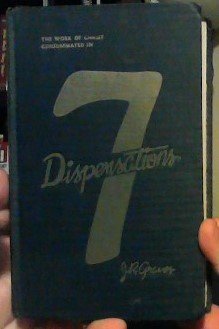 THE WORK OF CHRIST
CONSUMMATED IN
7
Dispensations
J.R. Graves